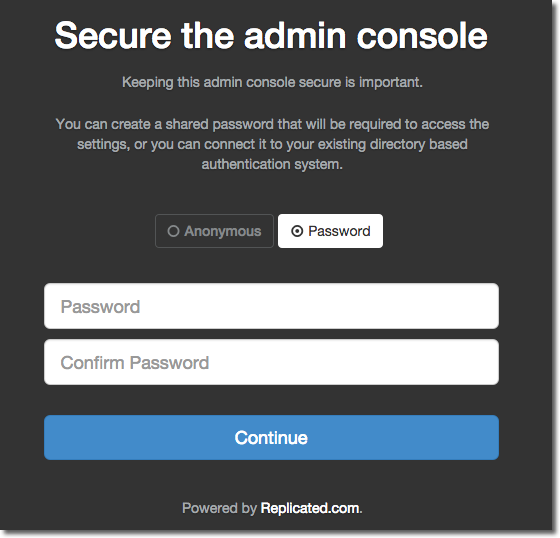 Secure the admin console
Keeping this admin console secure is important.
You can create a shared password that will be required to access the
settings, or you can connect it to your existing directory based
authentication system.
Anonymous Password
Password
Confirm Password
Continue
Powered by Replicated.com.